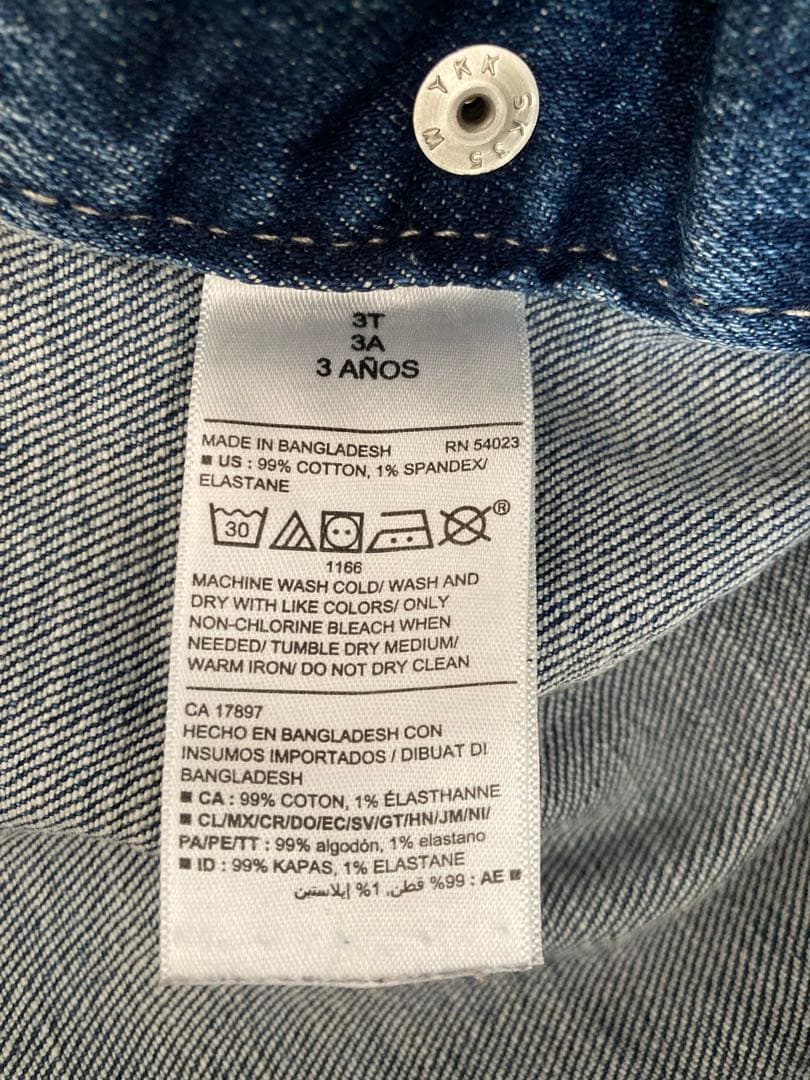 YKK SK35 W
3T
3A
3 AÑOS
MADE IN BANGLADESH RN 54023
■ US : 99% COTTON, 1% SPANDEX/
ELASTANE
30 ®
1166
MACHINE WASH COLD/ WASH AND
DRY WITH LIKE COLORS/ ONLY
NON-CHLORINE BLEACH WHEN
NEEDED/ TUMBLE DRY MEDIUM/
WARM IRON/ DO NOT DRY CLEAN
CA 17897
HECHO EN BANGLADESH CON
INSUMOS IMPORTADOS / DIBUAT DI
BANGLADESH
■ CA : 99% COTON, 1% ÉLASTHANNE
■ CL/MX/CR/DO/EC/SV/GT/HN/JM/NI/
PA/PE/TT : 99% algodón, 1% elastano
■ ID : 99% KAPAS, 1% ELASTANE
■ AE : 99% قطن, 1% إيلاستين